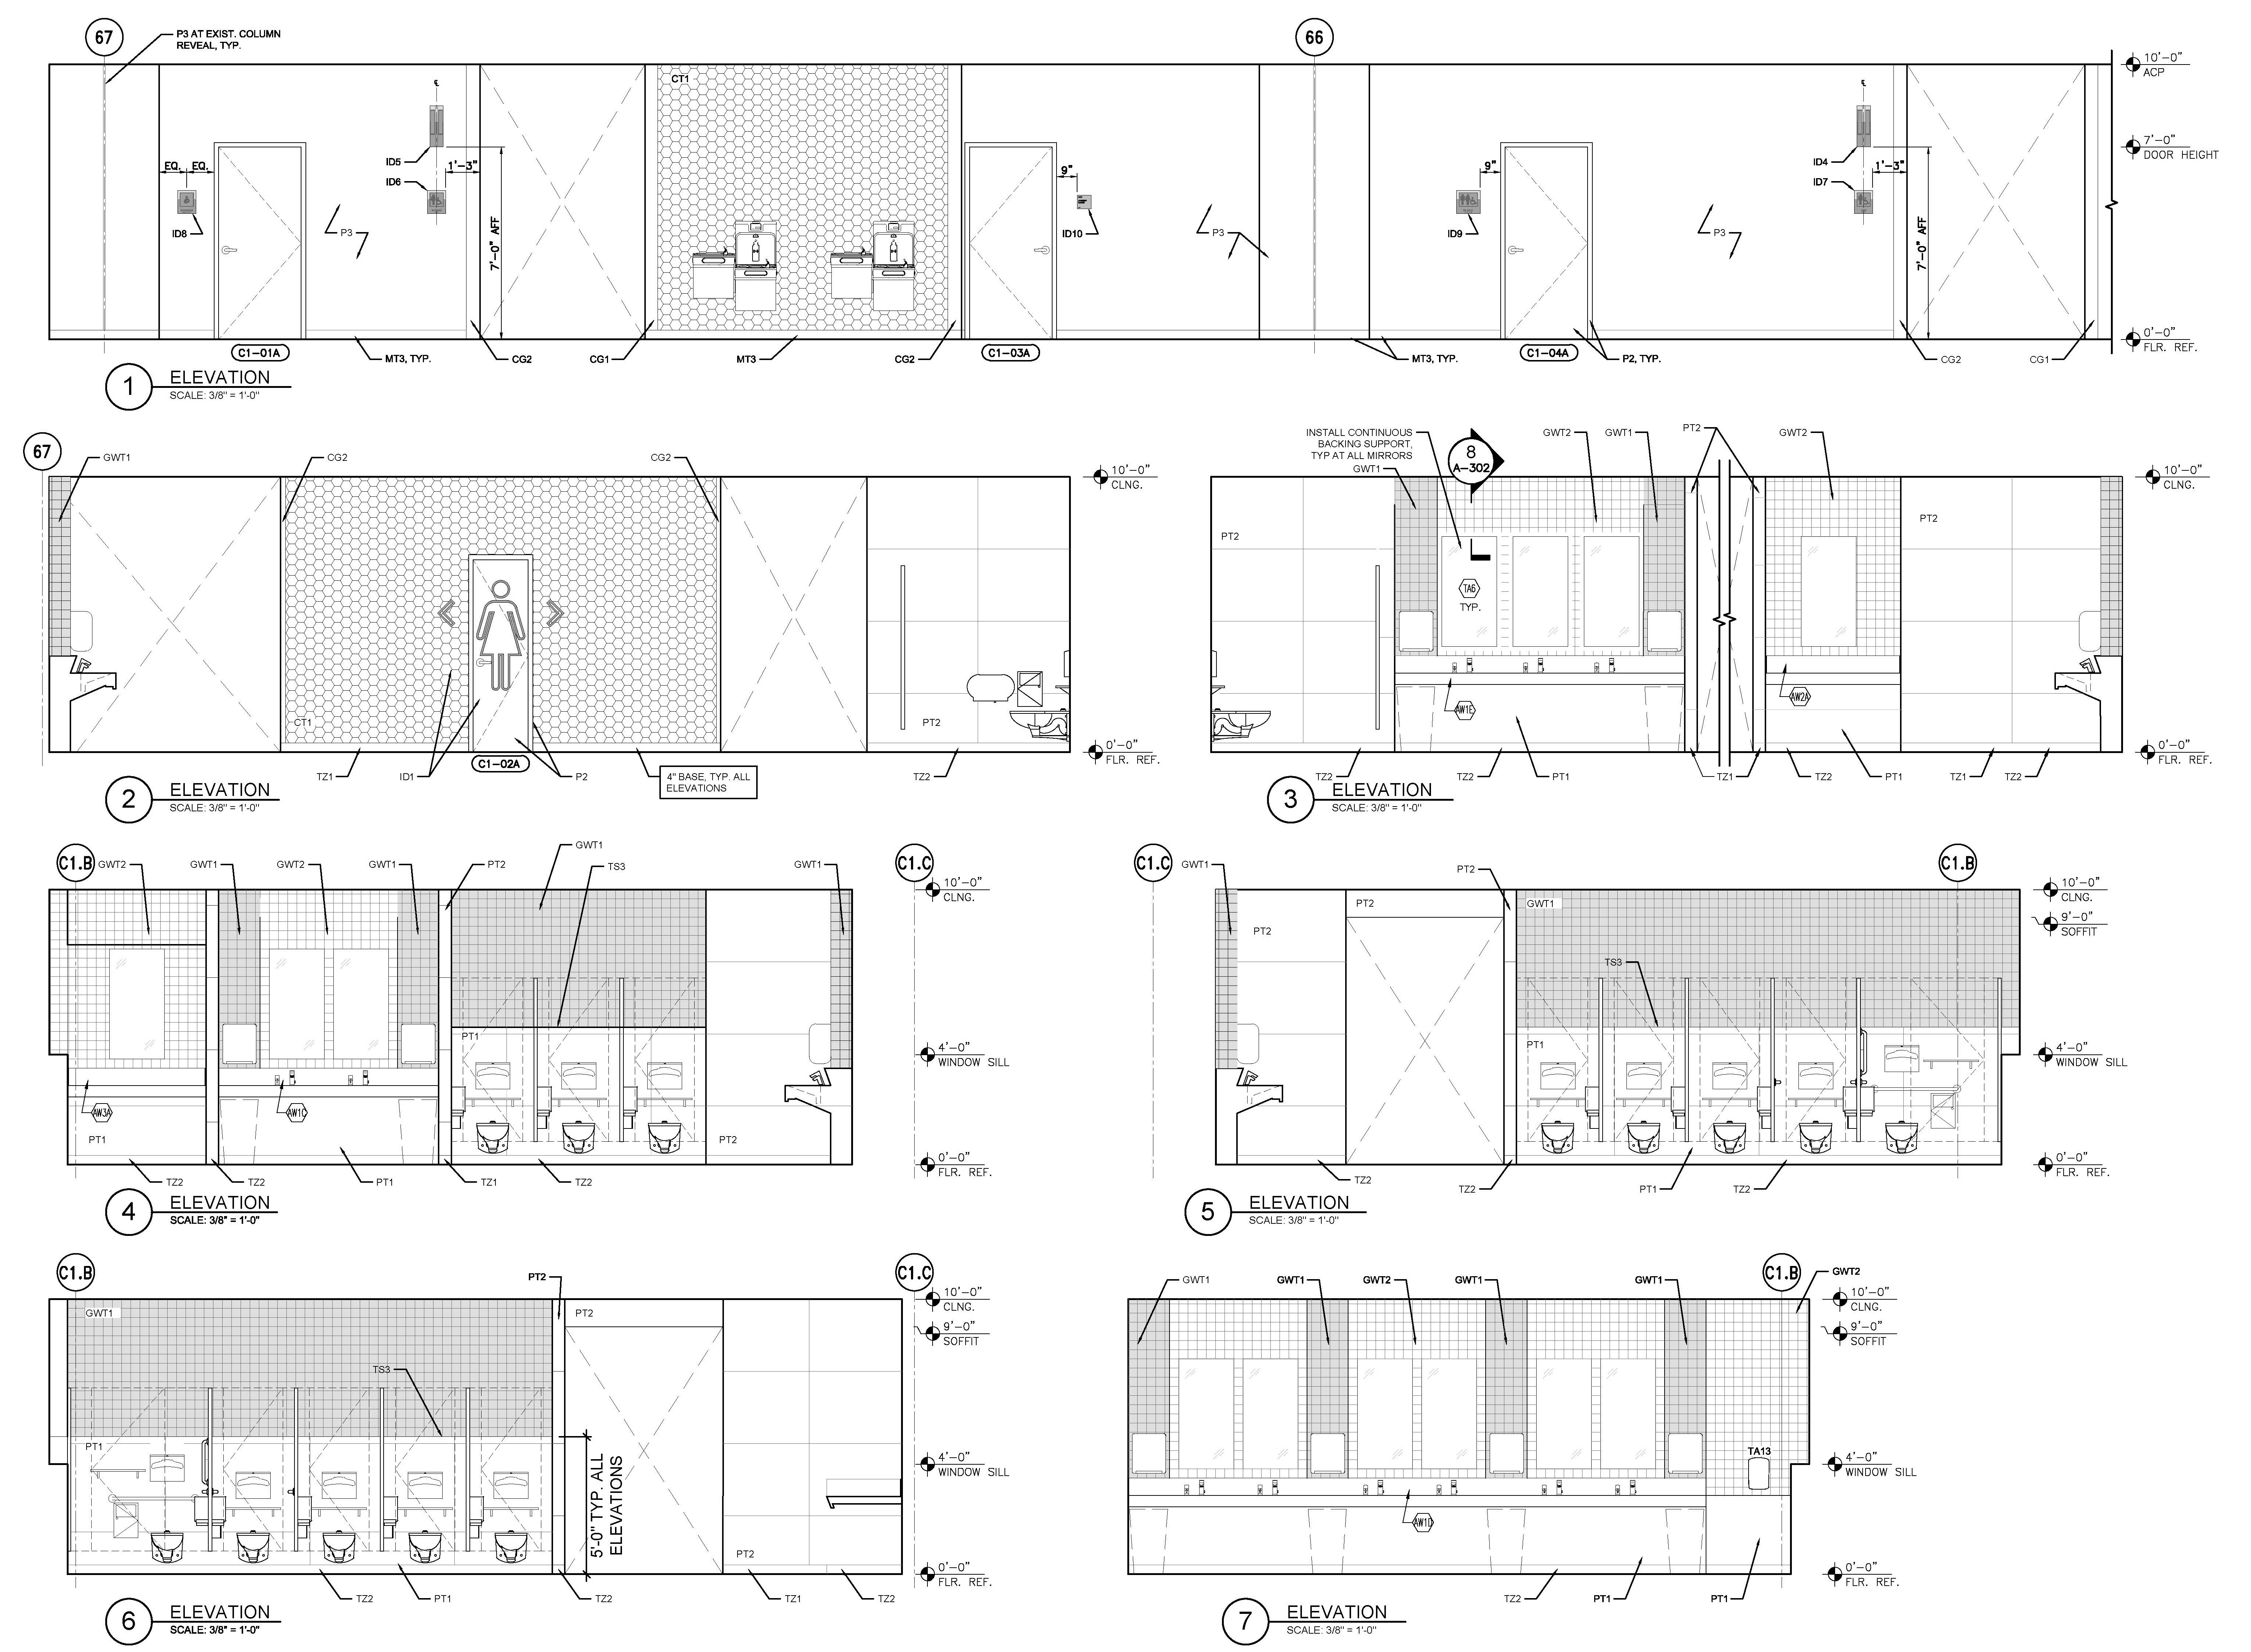 67
P3 AT EXIST. COLUMN
REVEAL, TYP.
66
CT1
10'-0"
ACP
℄
℄
ID5
1'-3"
ID6
EQ. EQ.
ID8
P3
7'-0" AFF
9"
ID10
P3
9"
ID9
P3
ID4
1'-3"
ID7
7'-0" AFF
7'-0"
DOOR HEIGHT
0'-0"
FLR. REF.
C1-01A
MT3, TYP.
CG2
CG1
MT3
CG2
C1-03A
MT3, TYP.
C1-04A
P2, TYP.
CG2
CG1
1
ELEVATION
SCALE: 3/8" = 1'-0"
67
GWT1
CG2
CG2
10'-0"
CLNG.
CT1
PT2
0'-0"
FLR. REF.
TZ1
ID1
C1-02A
P2
4" BASE, TYP. ALL
ELEVATIONS
TZ2
2
ELEVATION
SCALE: 3/8" = 1'-0"
INSTALL CONTINUOUS
BACKING SUPPORT,
TYP AT ALL MIRRORS
GWT1
8
A-302
GWT2
GWT1
PT2
GWT2
10'-0"
CLNG.
PT2
PT2
TA6
TYP.
AW1E
AW2A
0'-0"
FLR. REF.
TZ2
TZ2
PT1
TZ1
TZ2
PT1
TZ1
TZ2
3
ELEVATION
SCALE: 3/8" = 1'-0"
C1.B
GWT2
GWT1
GWT2
GWT1
PT2
GWT1
TS3
GWT1
C1.C
10'-0"
CLNG.
PT1
4'-0"
WINDOW SILL
AW3A
AW1C
PT1
PT2
0'-0"
FLR. REF.
TZ2
TZ2
PT1
TZ1
TZ2
4
ELEVATION
SCALE: 3/8" = 1'-0"
C1.C
GWT1
PT2
C1.B
10'-0"
CLNG.
PT2
GWT1
PT2
9'-0"
SOFFIT
TS3
PT1
4'-0"
WINDOW SILL
0'-0"
FLR. REF.
TZ2
TZ2
PT1
TZ2
5
ELEVATION
SCALE: 3/8" = 1'-0"
C1.B
PT2
C1.C
10'-0"
CLNG.
GWT1
PT2
9'-0"
SOFFIT
TS3
PT1
5'-0" TYP. ALL
ELEVATIONS
4'-0"
WINDOW SILL
PT2
0'-0"
FLR. REF.
TZ2
PT1
TZ2
TZ1
TZ2
6
ELEVATION
SCALE: 3/8" = 1'-0"
GWT1
GWT1
GWT2
GWT1
GWT1
C1.B
GWT2
10'-0"
CLNG.
9'-0"
SOFFIT
TA13
4'-0"
WINDOW SILL
AW1D
0'-0"
FLR. REF.
TZ2
PT1
PT1
7
ELEVATION
SCALE: 3/8" = 1'-0"